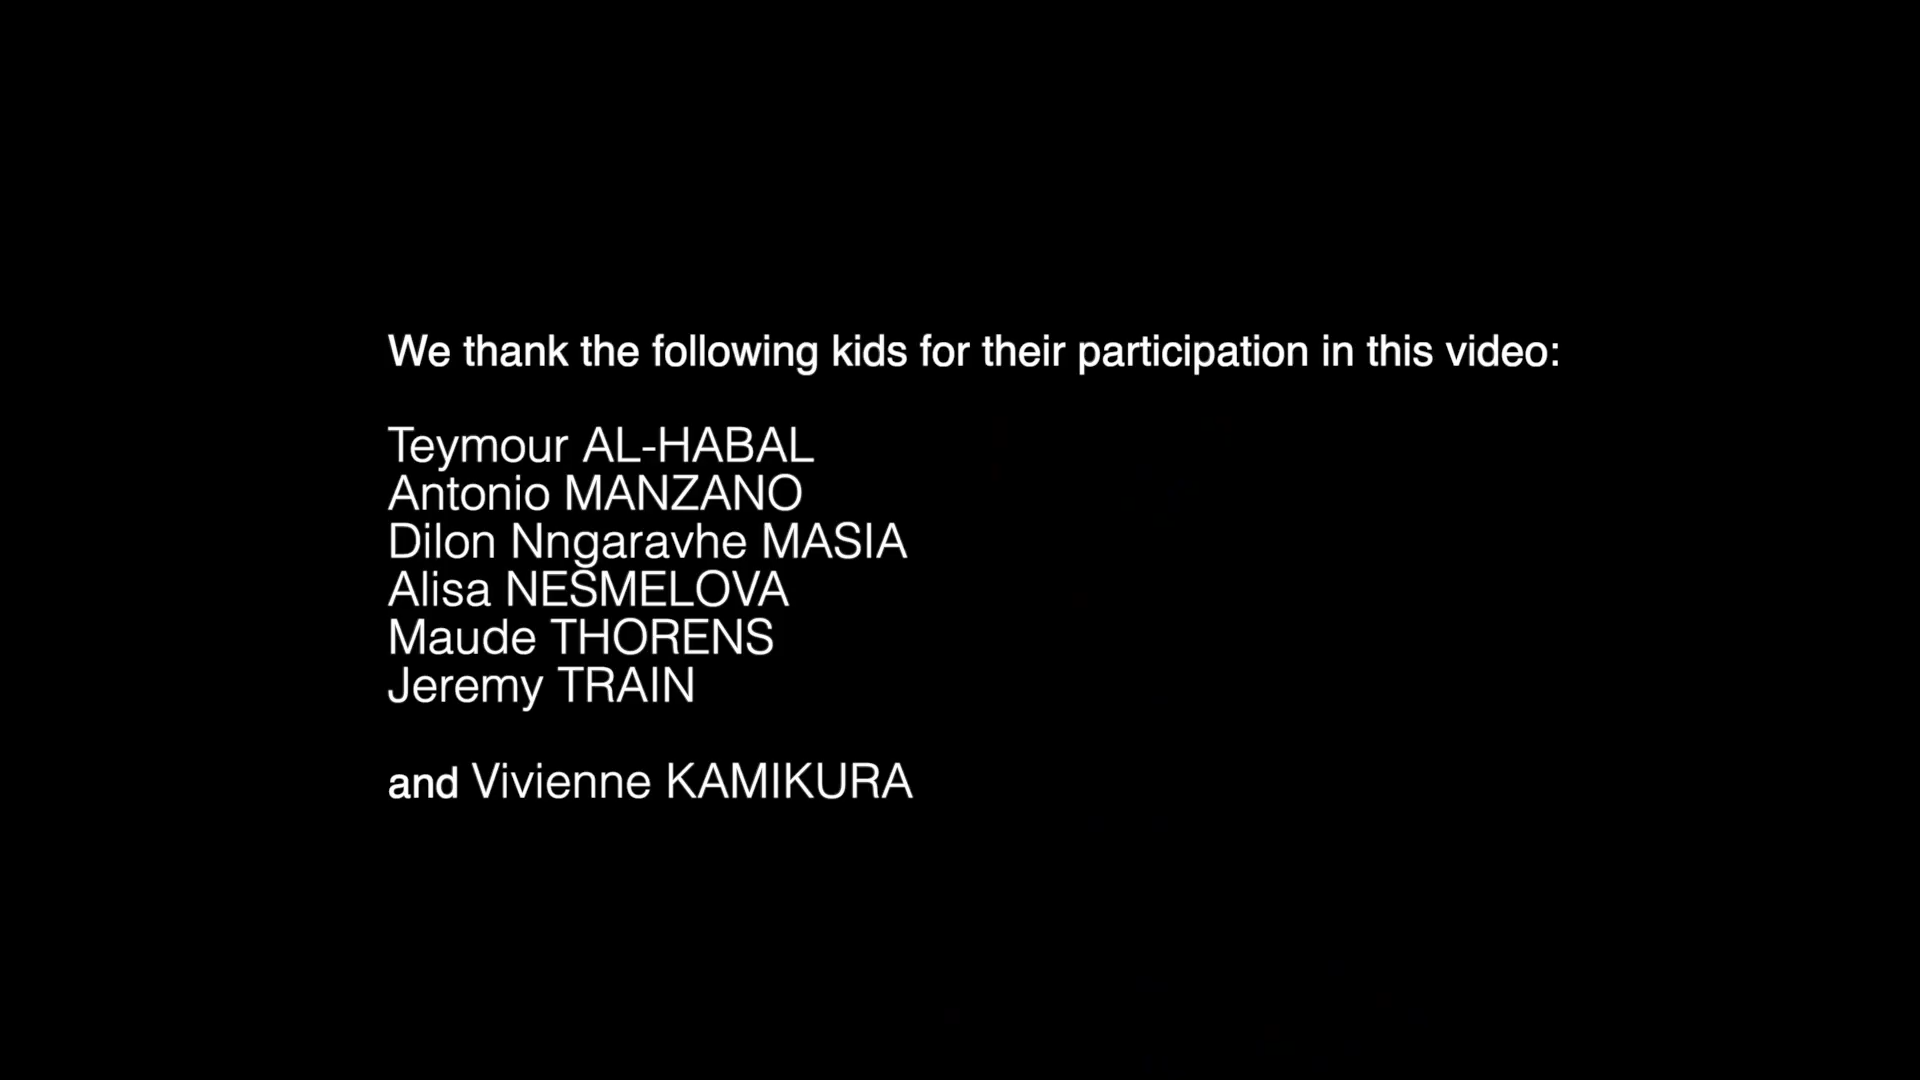 We thank the following kids for their participation in this video:
Teymour AL-HABAL
Antonio MANZANO
Dilon Nngaravhe MASIA
Alisa NESMELOVA
Maude THORENS
Jeremy TRAIN
and Vivienne KAMIKURA